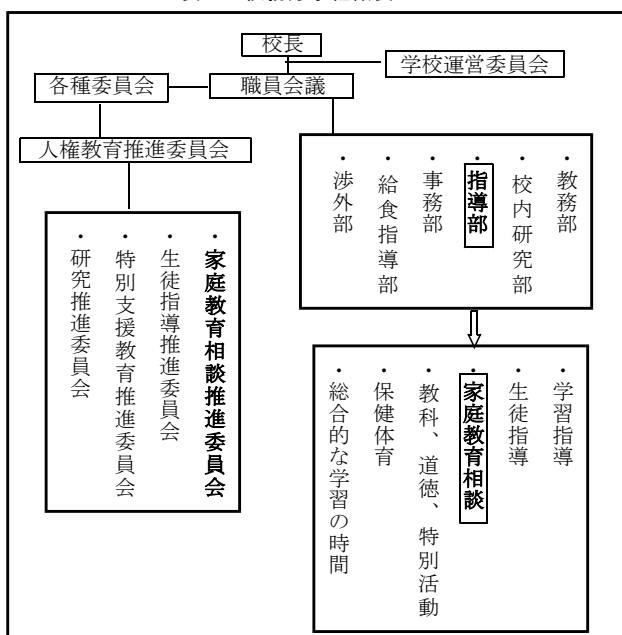 校長
学校運営委員会
各種委員会
職員会議
人権教育推進委員会
・教務部
・校内研究部
・指導部
・事務部
・給食指導部
・渉外部
・家庭教育相談推進委員会
・生徒指導推進委員会
・特別支援教育推進委員会
・研究推進委員会
・学習指導
・生徒指導
・家庭教育相談
・教科、道徳、特別活動
・保健体育
・総合的な学習の時間